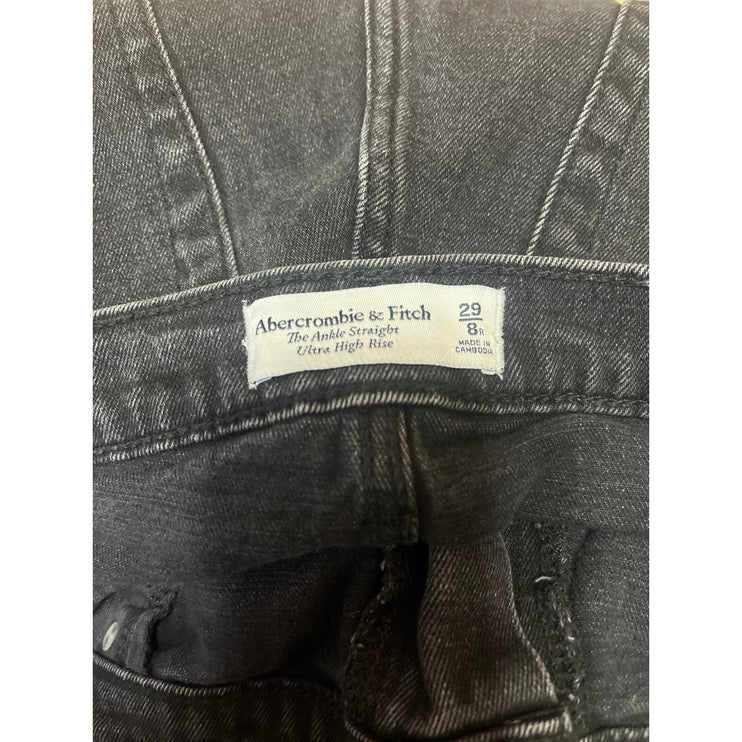 Abercrombie & Fitch
The Ankle Straight
Ultra High Rise
29
8R
MADE IN
CAMBODIA